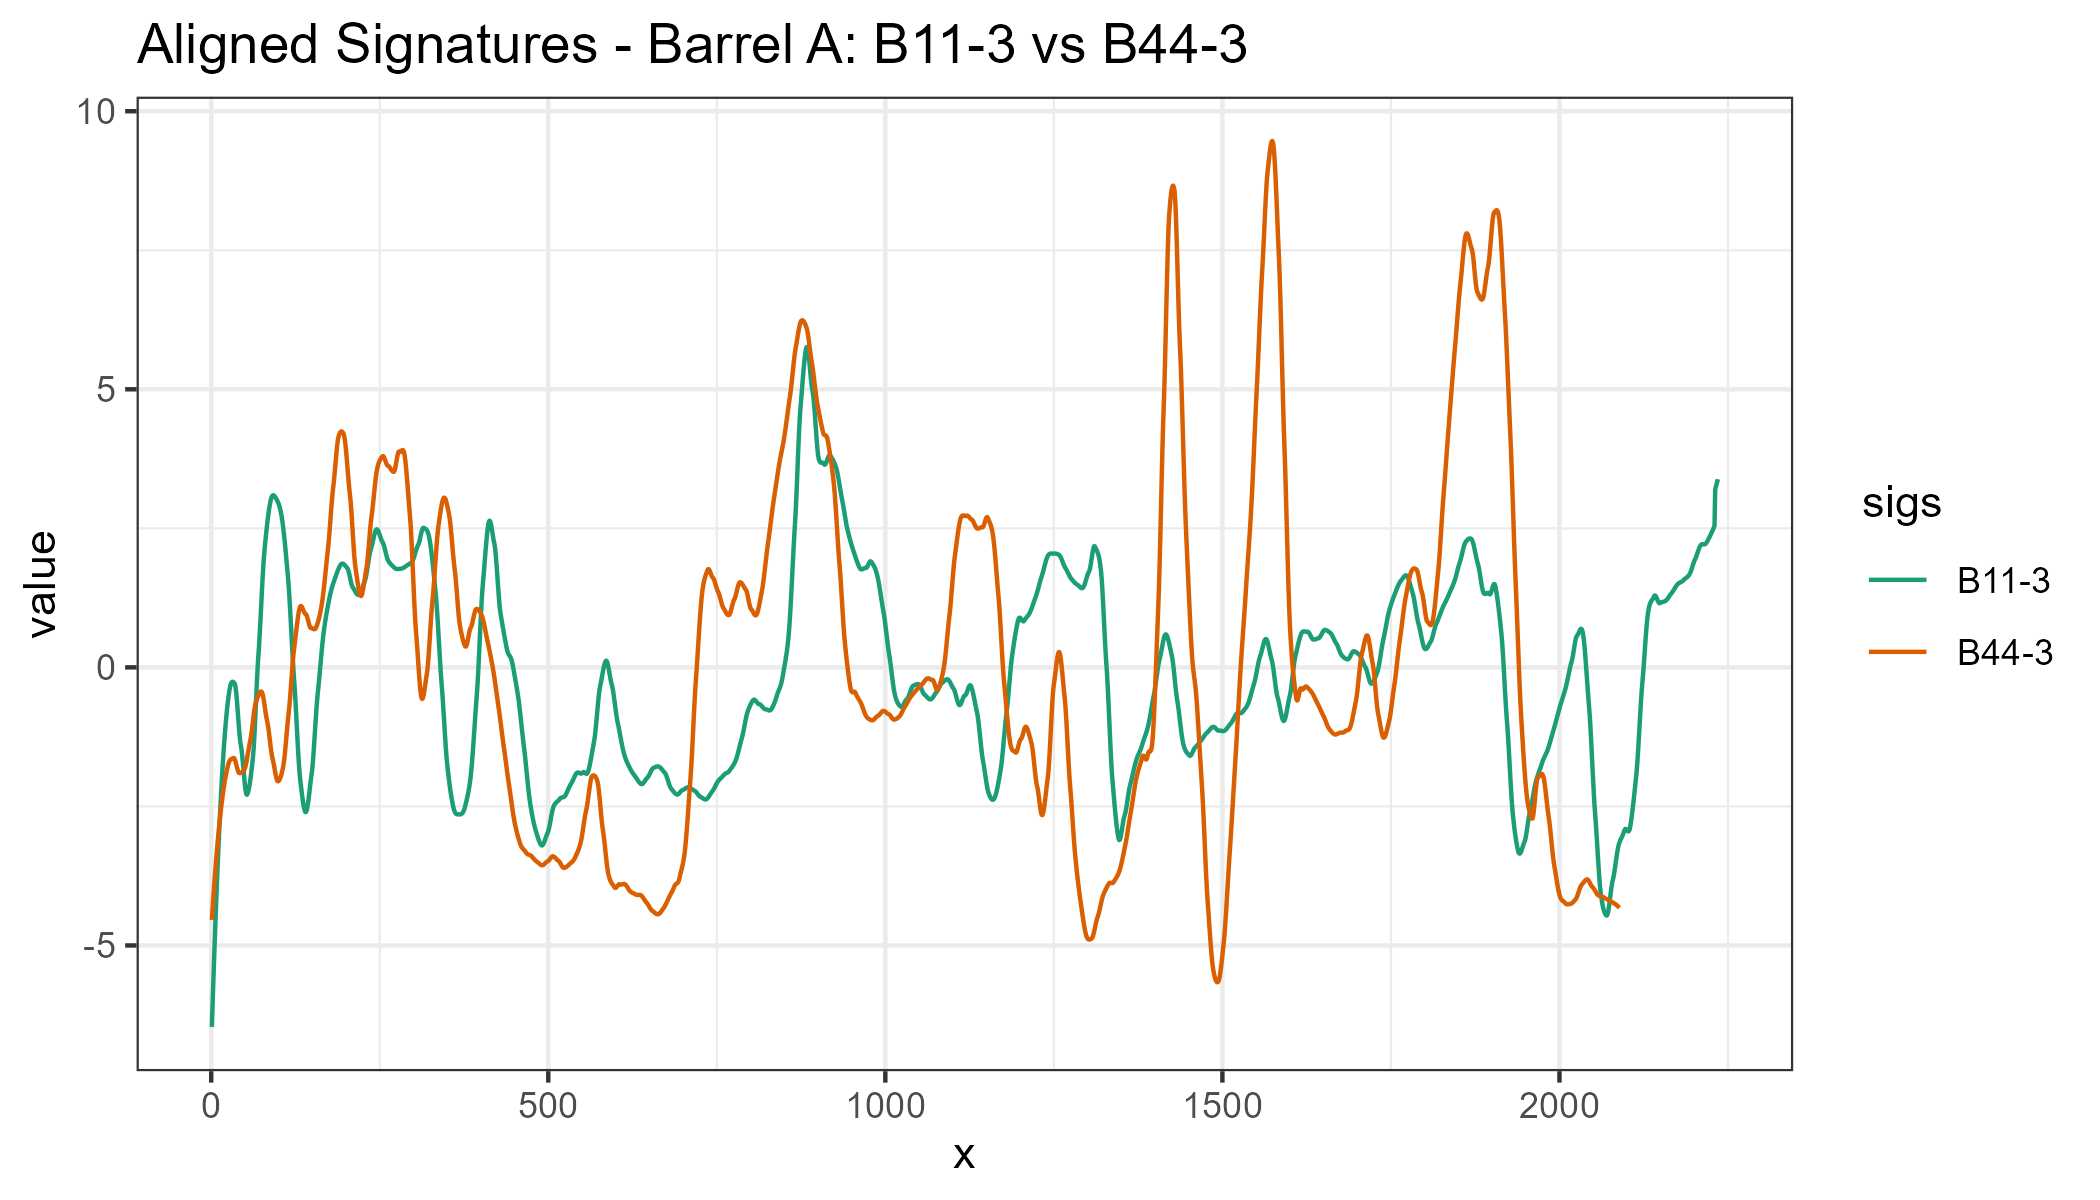 Aligned Signatures - Barrel A: B11-3 vs B44-3
10
5
0
-5
value
0 500 1000 1500 2000
x
sigs
B11-3
B44-3